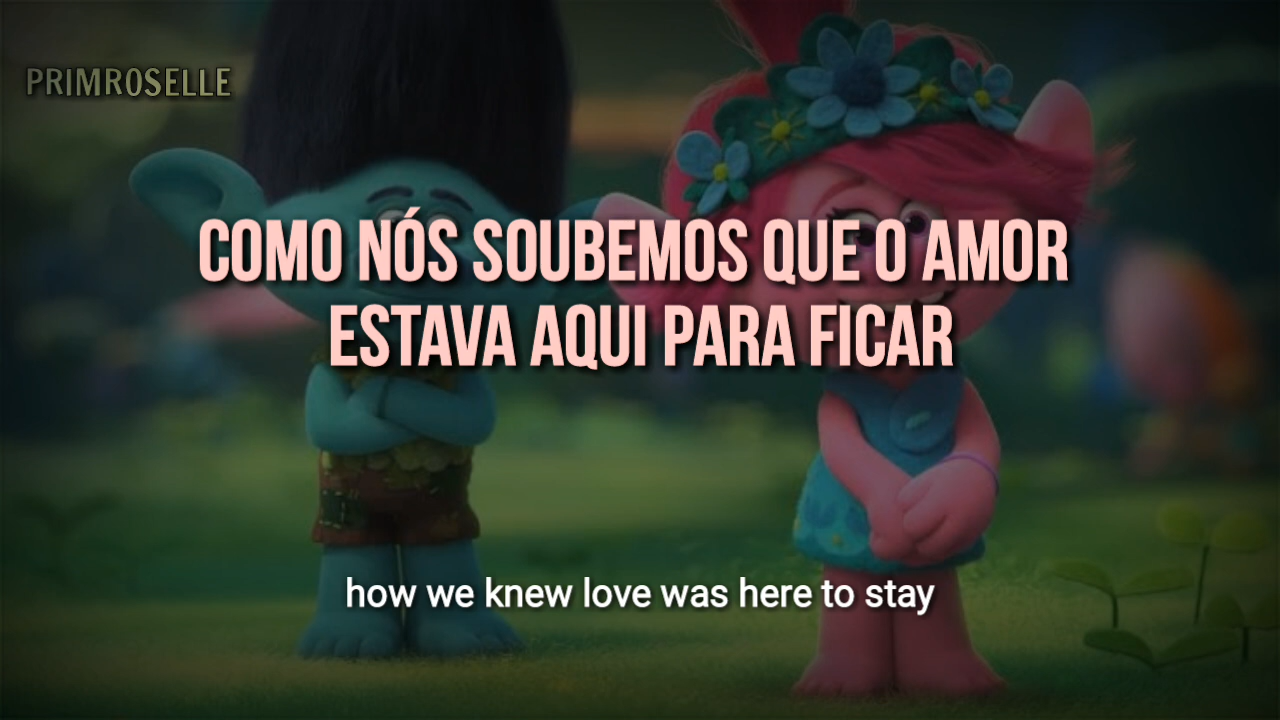 PRIMROSELLE
COMO NÓS SOUBEMOS QUE O AMOR
ESTAVA AQUI PARA FICAR
how we knew love was here to stay